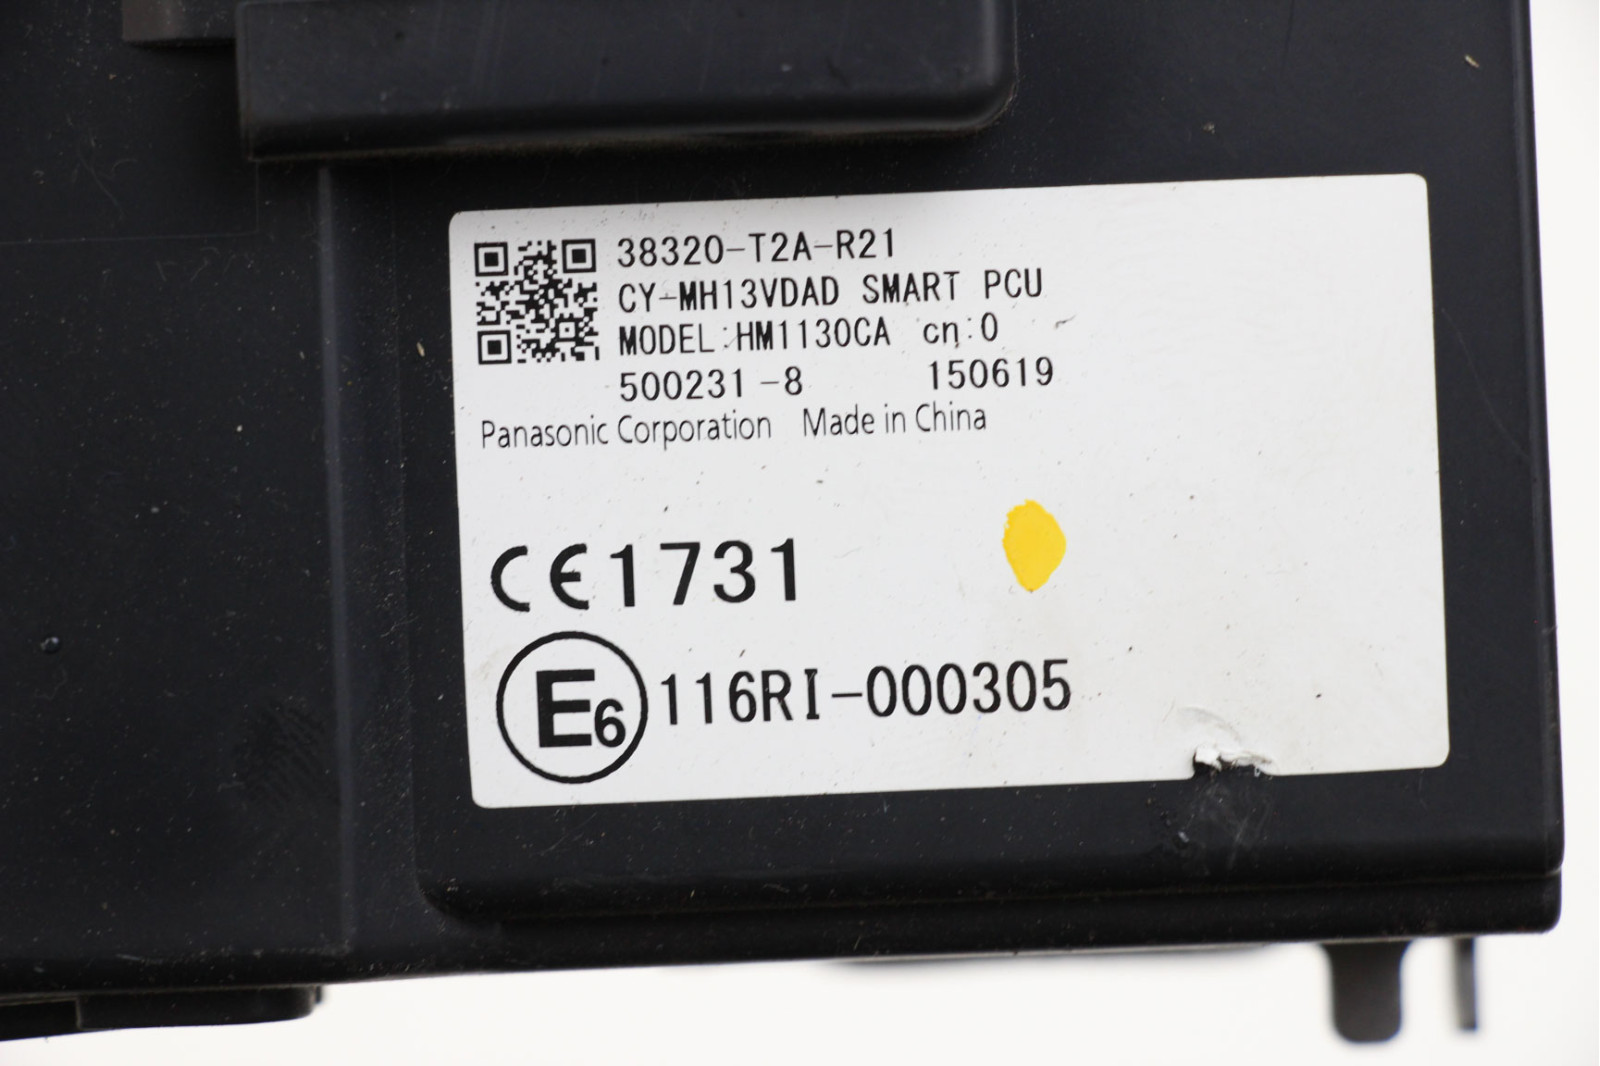 38320-T2A-R21
CY-MH13VDAD SMART PCU
MODEL:HM1130CA cn:0
500231-8 150619
Panasonic Corporation Made in China
CE1731
E6 116RI-000305